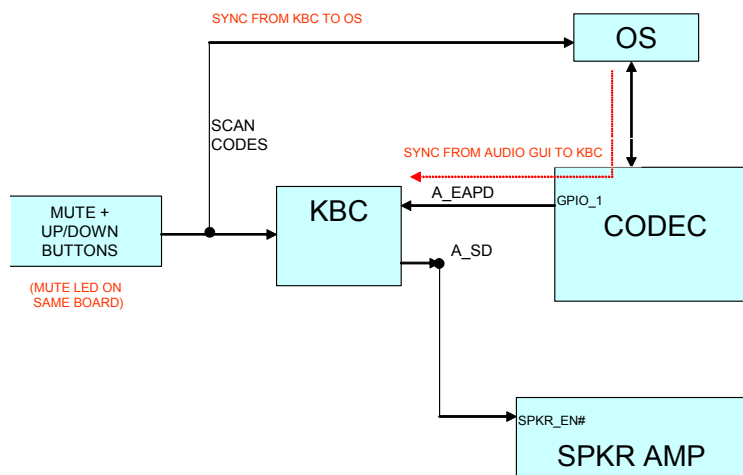 SYNC FROM KBC TO OS
OS
SCAN
CODES
SYNC FROM AUDIO GUI TO KBC
MUTE +
UP/DOWN
BUTTONS
(MUTE LED ON
SAME BOARD)
KBC
A_EAPD
GPIO_1
CODEC
A_SD
SPKR_EN#
SPKR AMP